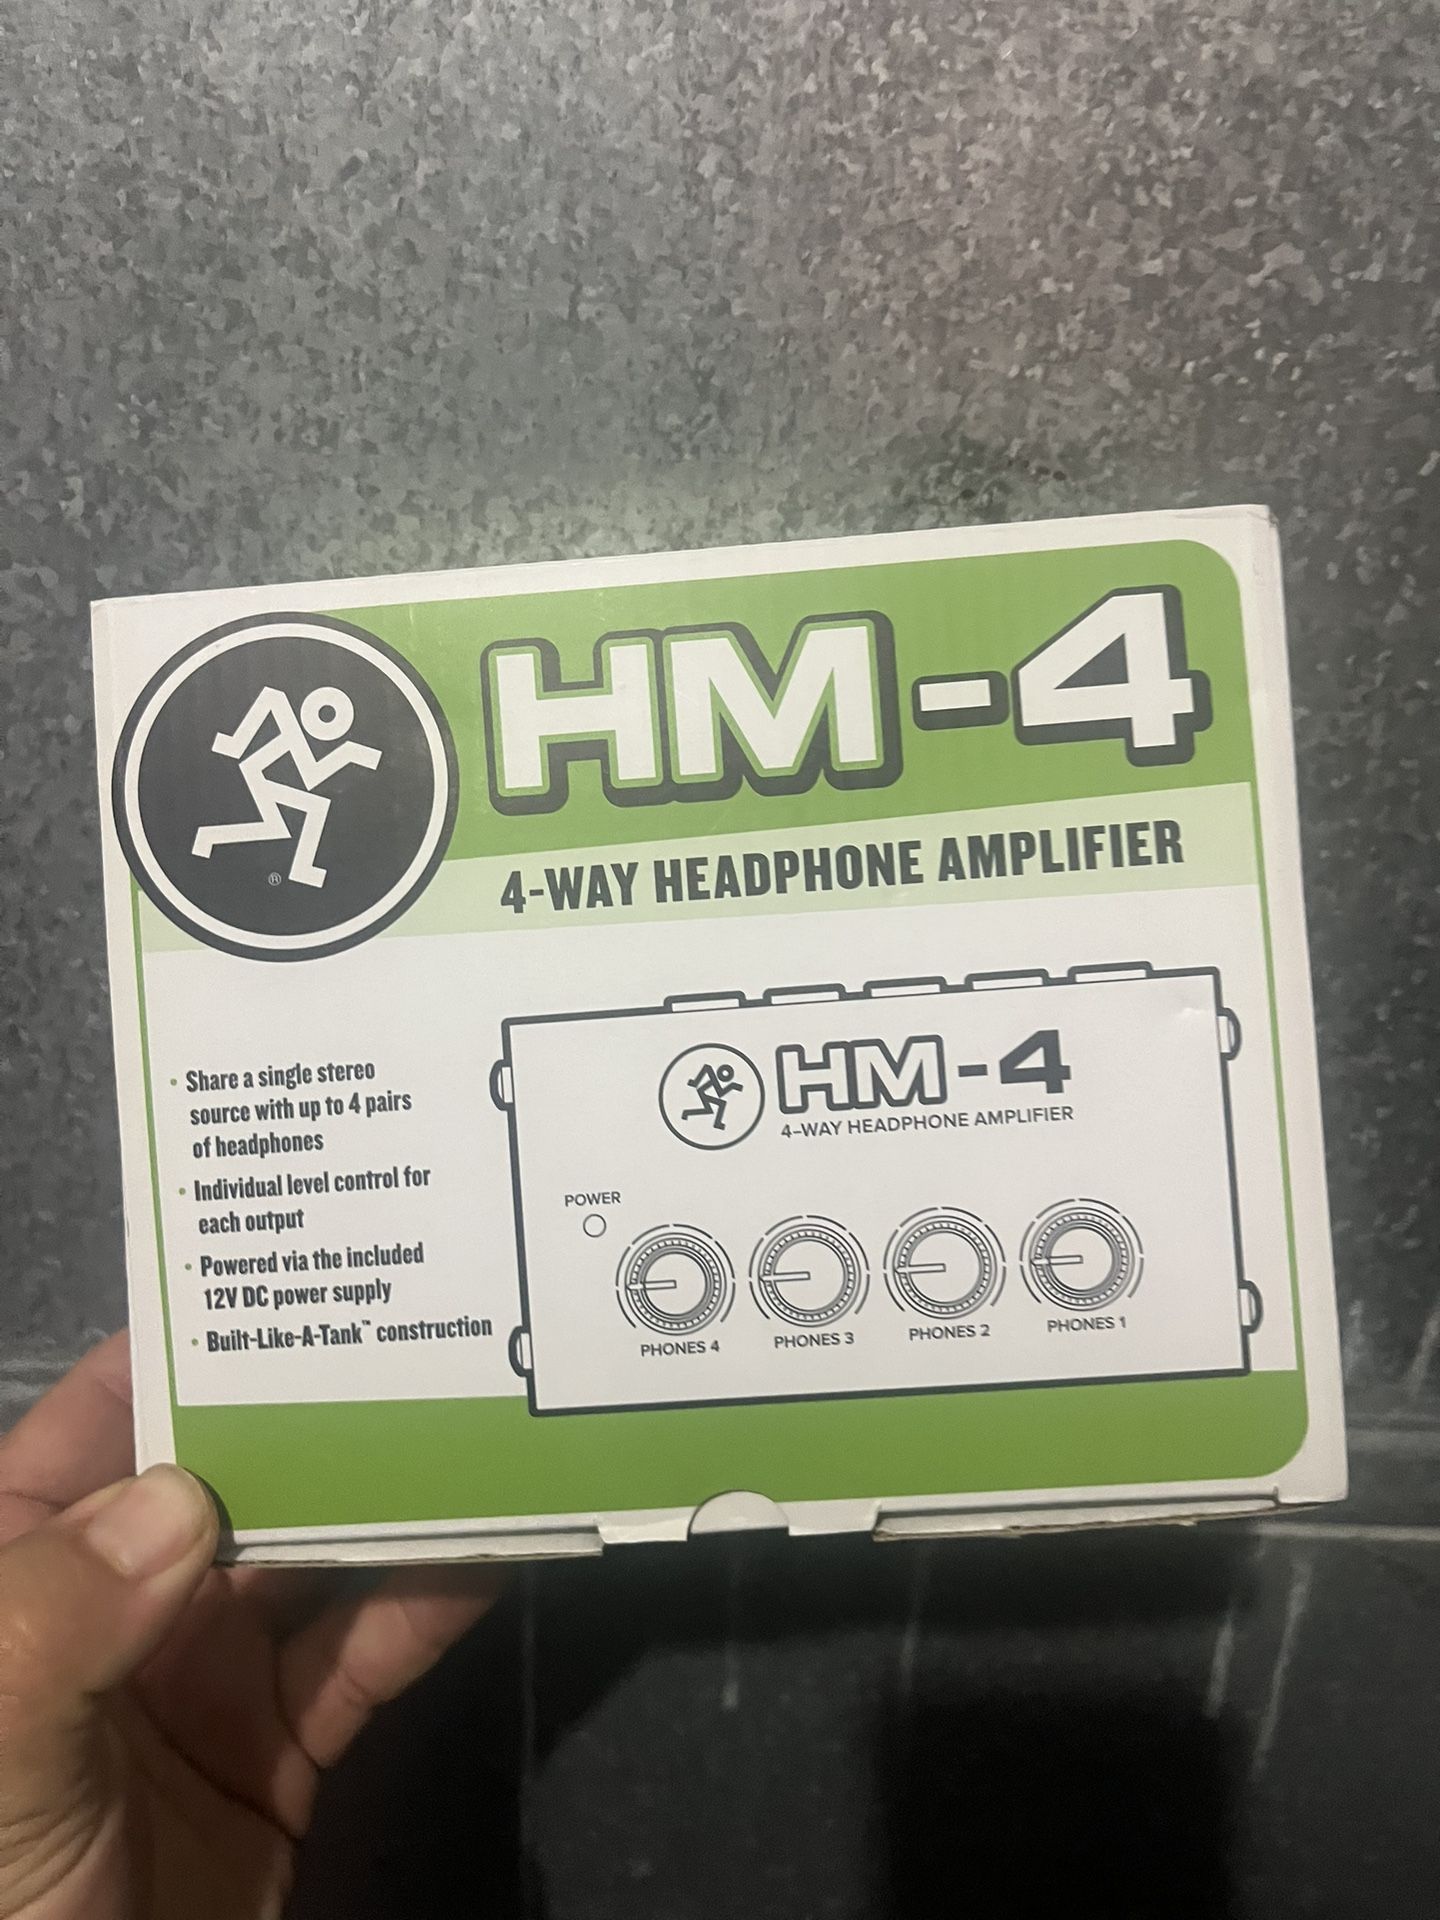 HM-4
4-WAY HEADPHONE AMPLIFIER
®
• Share a single stereo
source with up to 4 pairs
of headphones
• Individual level control for
each output
• Powered via the included
12V DC power supply
• Built-Like-A-Tank™ construction
HM-4
4-WAY HEADPHONE AMPLIFIER
POWER
PHONES 4 PHONES 3 PHONES 2 PHONES 1